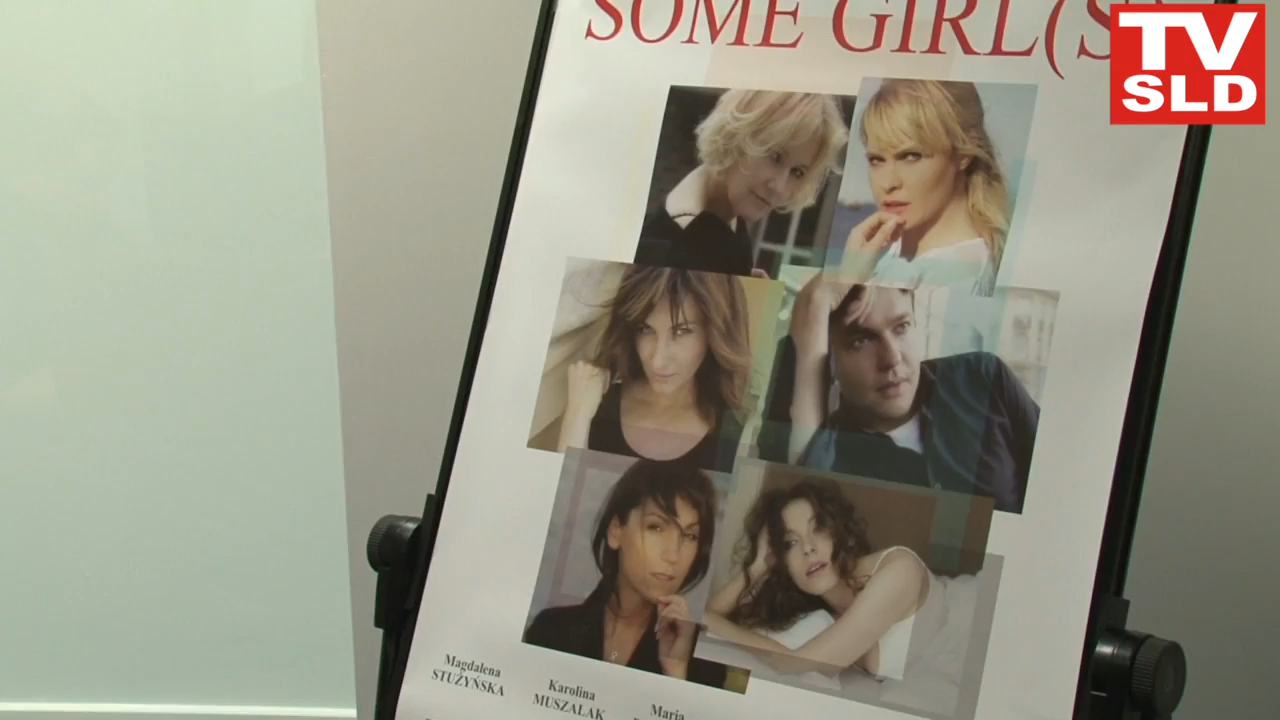 SOME GIRL(S)
TV
SLD
Magdalena
STUŻYŃSKA
Karolina
MUSZALAK
Maria